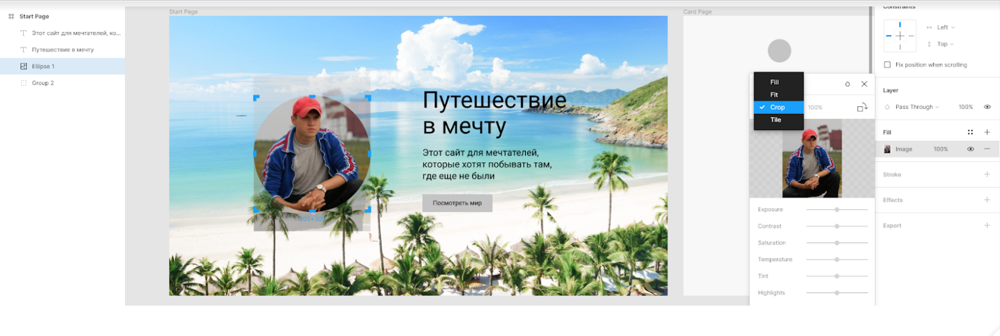 Start Page
Этот сайт для мечтателей, ко...
Путешествие в мечту
Ellipse 1
Group 2
Start Page
Путешествие
в мечту
Этот сайт для мечтателей,
которые хотят побывать там,
где еще не были
Посмотреть мир
300 × 300
Card Page
Fill
Fit
Crop
Tile
100%
Exposure
Contrast
Saturation
Temperature
Tint
Highlights
Constraints
Left
Top
Fix position when scrolling
Layer
Pass Through 100%
Fill
Image 100%
Stroke
Effects
Export